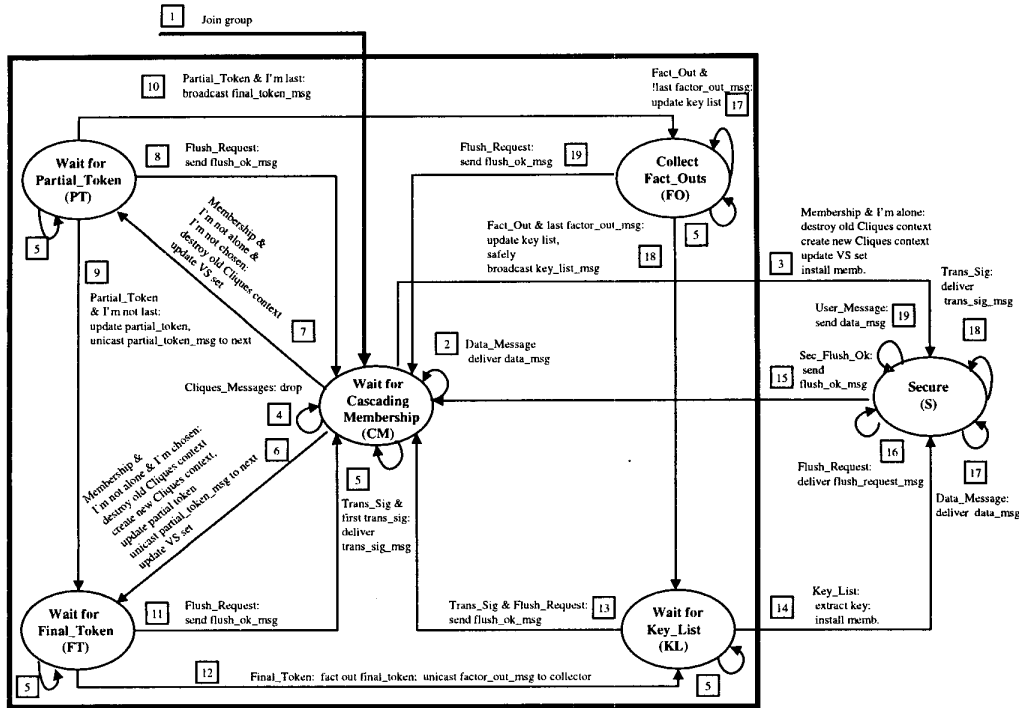 1
Join group
10
Partial_Token & I'm last:
broadcast final_token_msg
Fact_Out &
!last factor_out_msg:
update key list
17
Wait for
Partial_Token
(PT)
8
Flush_Request:
send flush_ok_msg
Flush_Request:
send flush_ok_msg
19
Collect
Fact_Outs
(FO)
5
5
Membership &
I'm not alone &
I'm not chosen:
destroy old Cliques context
update VS set
7
9
Partial_Token
& I'm not last:
update partial_token,
unicast partial_token_msg to next
Fact_Out & last factor_out_msg:
update key list,
safely
broadcast key_list_msg
18
3
Membership & I'm alone:
destroy old Cliques context
create new Cliques context
update VS set
install memb.
Trans_Sig:
deliver
trans_sig_msg
User_Message:
send data_msg
19
18
2
Data_Message
deliver data_msg
Sec_Flush_Ok:
send
flush_ok_msg
15
Cliques_Messages: drop
4
Wait for
Cascading
Membership
(CM)
Secure
(S)
6
Membership &
I'm not alone & I'm chosen:
destroy old Cliques context
create new Cliques context,
update partial token
unicast partial_token_msg to next
update VS set
5
Trans_Sig &
first trans_sig:
deliver
trans_sig_msg
16
Flush_Request:
deliver flush_request_msg
17
Data_Message:
deliver data_msg
Wait for
Final_Token
(FT)
11
Flush_Request:
send flush_ok_msg
Trans_Sig & Flush_Request:
send flush_ok_msg
13
Wait for
Key_List
(KL)
14
Key_List:
extract key:
install memb.
5
12
Final_Token: fact out final_token; unicast factor_out_msg to collector
5